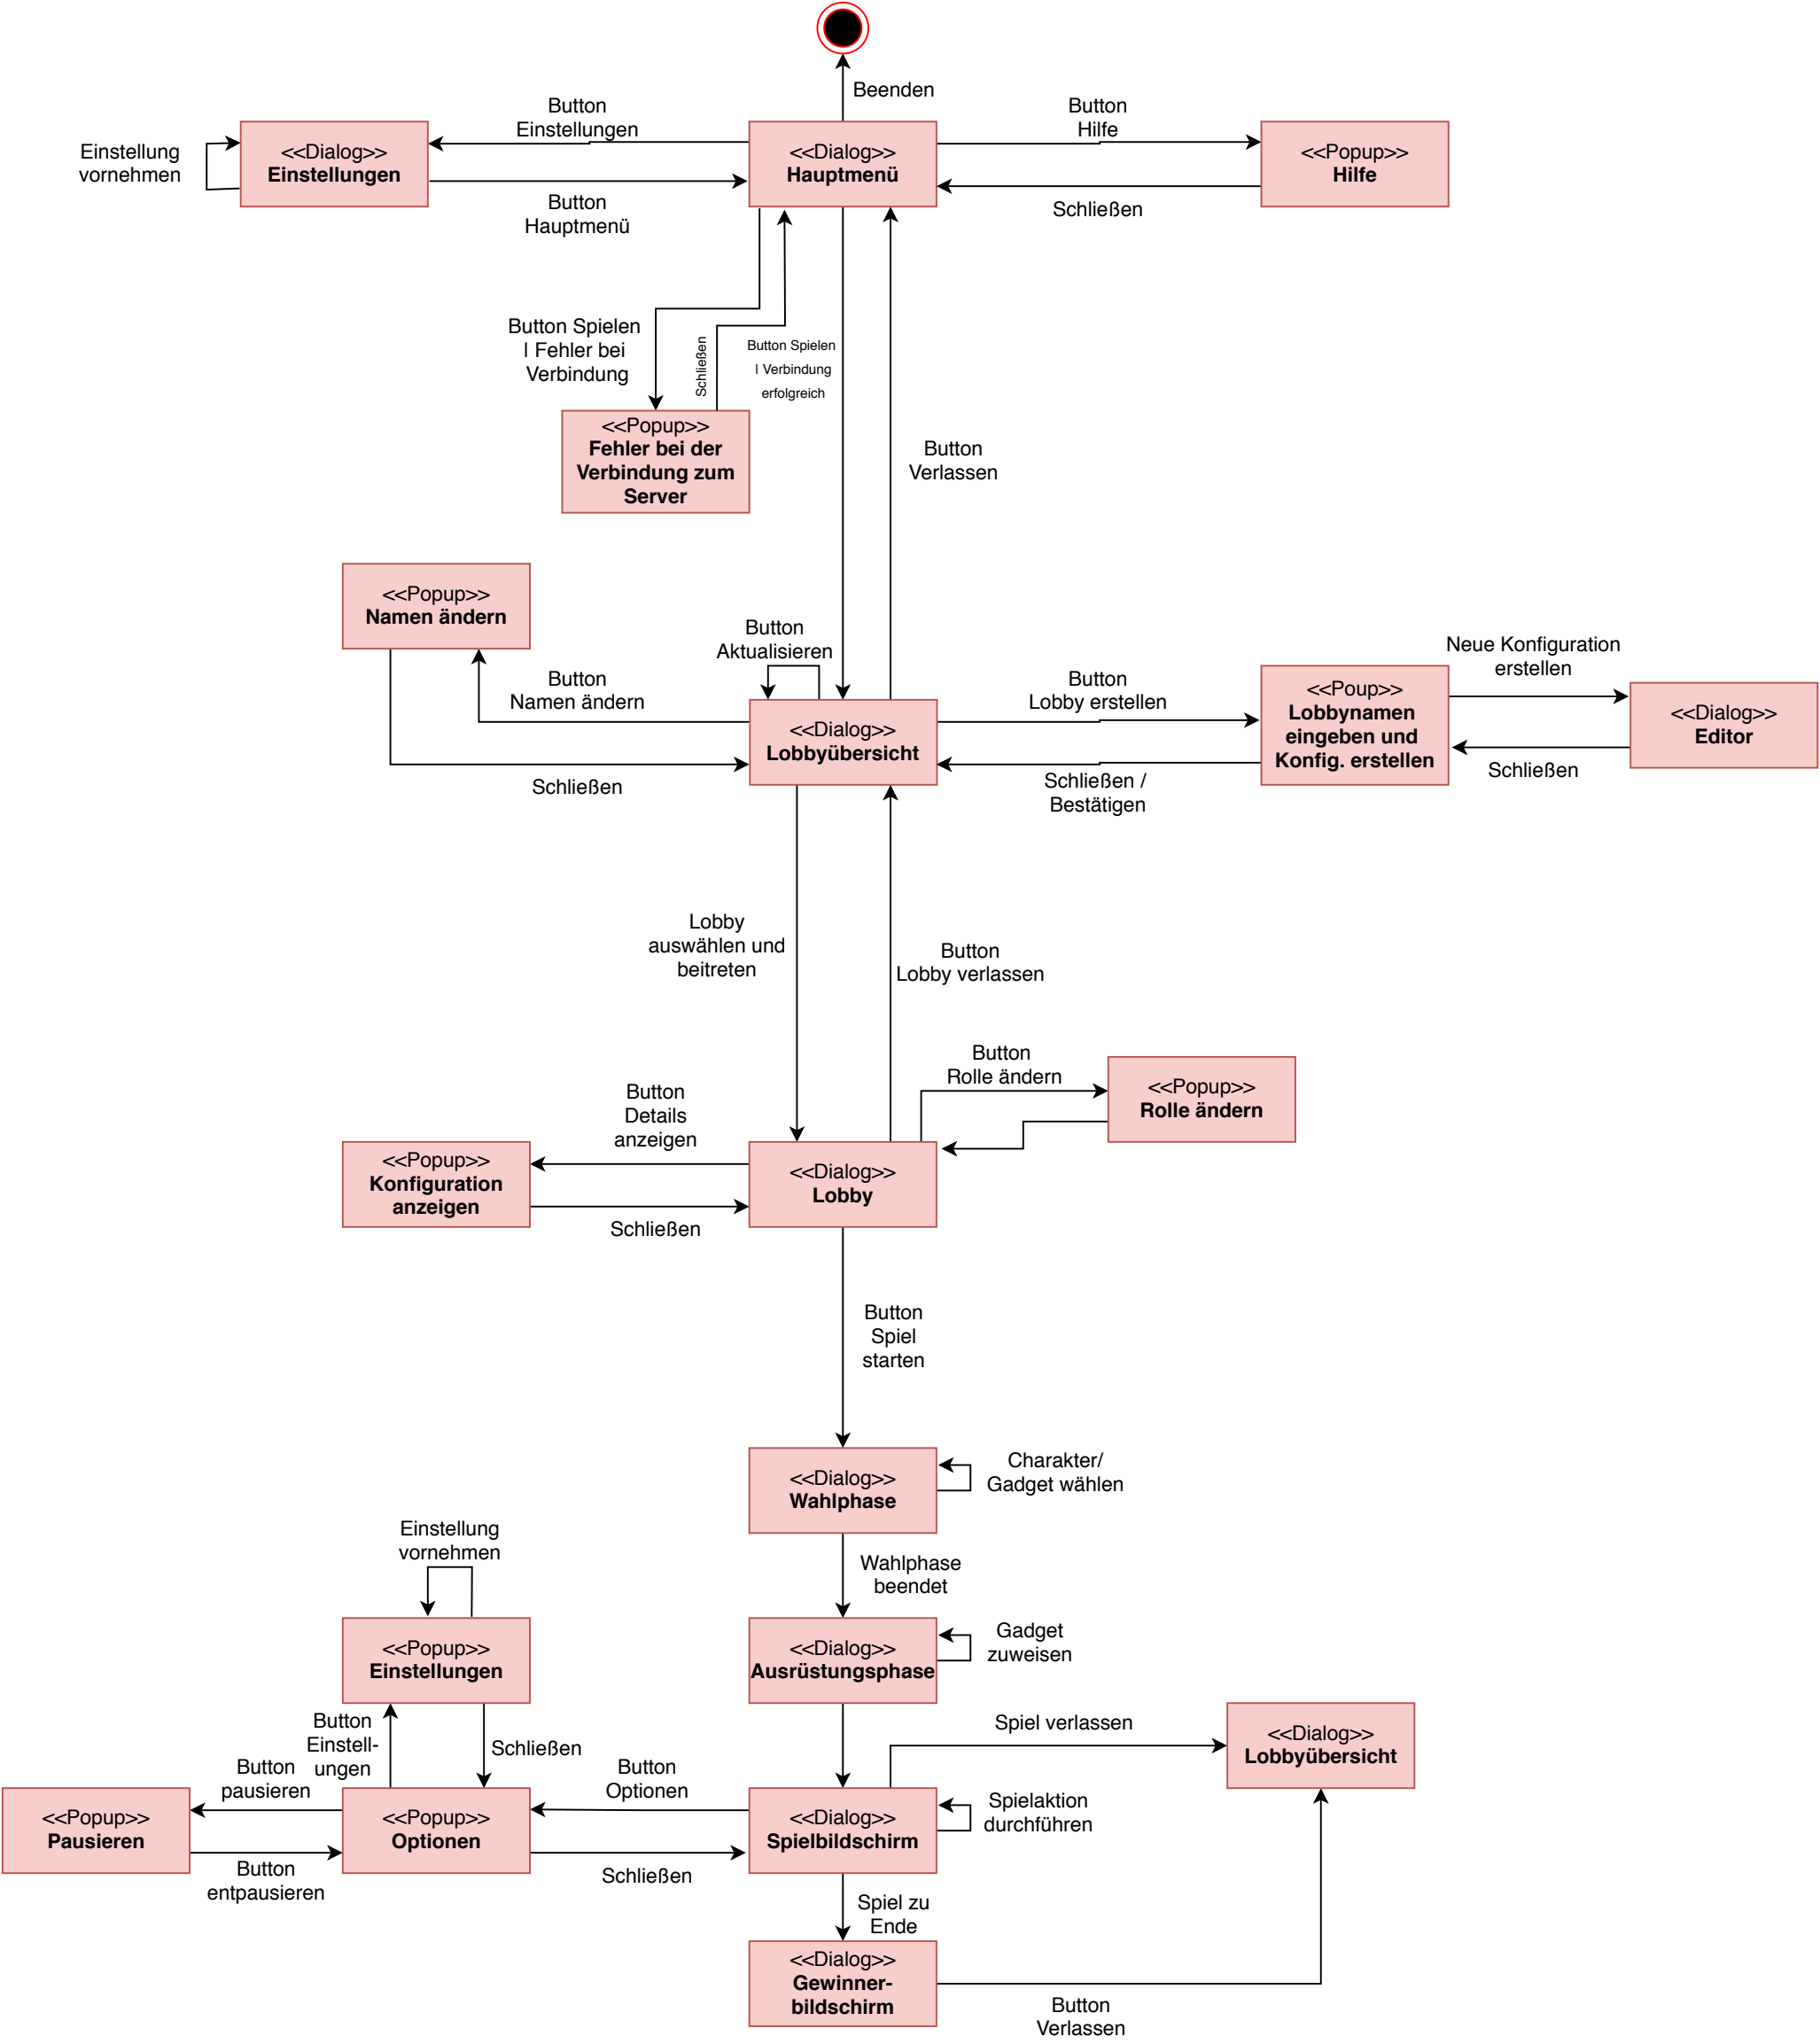 Beenden
Button
Einstellungen
Button
Hilfe
Einstellung
vornehmen
<<Dialog>>
Einstellungen
<<Dialog>>
Hauptmenü
<<Popup>>
Hilfe
Button
Hauptmenü
Schließen
Button Spielen
| Fehler bei
Verbindung
Schließen
Button Spielen
| Verbindung
erfolgreich
<<Popup>>
Fehler bei der
Verbindung zum
Server
Button
Verlassen
<<Popup>>
Namen ändern
Button
Aktualisieren
Button
Namen ändern
Button
Lobby erstellen
Neue Konfiguration
erstellen
<<Dialog>>
Lobbyübersicht
<<Poup>>
Lobbynamen
eingeben und
Konfig. erstellen
<<Dialog>>
Editor
Schließen
Schließen /
Bestätigen
Schließen
Lobby
auswählen und
beitreten
Button
Lobby verlassen
Button
Rolle ändern
<<Popup>>
Rolle ändern
Button
Details
anzeigen
<<Popup>>
Konfiguration
anzeigen
<<Dialog>>
Lobby
Schließen
Button
Spiel
starten
<<Dialog>>
Wahlphase
Charakter/
Gadget wählen
Einstellung
vornehmen
Wahlphase
beendet
<<Popup>>
Einstellungen
<<Dialog>>
Ausrüstungsphase
Gadget
zuweisen
Button
Einstell-
ungen
Schließen
Spiel verlassen
<<Dialog>>
Lobbyübersicht
Button
pausieren
Button
Optionen
<<Popup>>
Pausieren
<<Popup>>
Optionen
<<Dialog>>
Spielbildschirm
Spielaktion
durchführen
Button
entpausieren
Schließen
Spiel zu
Ende
<<Dialog>>
Gewinner-
bildschirm
Button
Verlassen